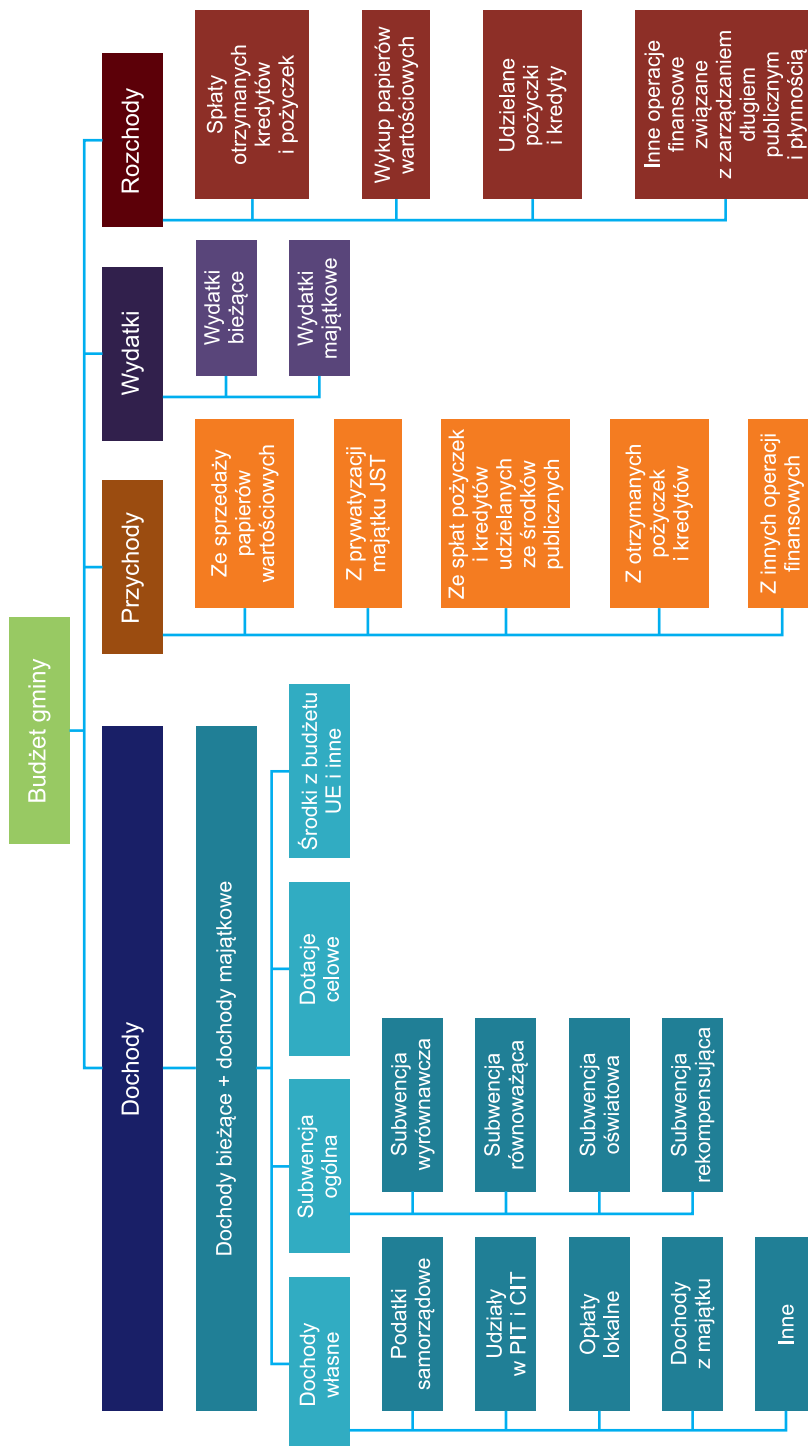 Budżet gminy
Dochody
Przychody
Wydatki
Rozchody
Dochody bieżące + dochody majątkowe
Dochody
własne
Subwencja
ogólna
Dotacje
celowe
Środki z budżetu
UE i inne
Podatki
samorządowe
Udziały
w PIT i CIT
Opłaty
lokalne
Dochody
z majątku
Inne
Subwencja
wyrównawcza
Subwencja
równoważąca
Subwencja
oświatowa
Subwencja
rekompensująca
Ze sprzedaży
papierów
wartościowych
Z prywatyzacji
majątku JST
Ze spłat pożyczek
i kredytów
udzielanych
ze środków
publicznych
Z otrzymanych
pożyczek
i kredytów
Z innych operacji
finansowych
Wydatki
bieżące
Wydatki
majątkowe
Spłaty
otrzymanych
kredytów
i pożyczek
Wykup papierów
wartościowych
Udzielane
pożyczki
i kredyty
Inne operacje
finansowe
związane
z zarządzaniem
długiem
publicznym
i płynnością